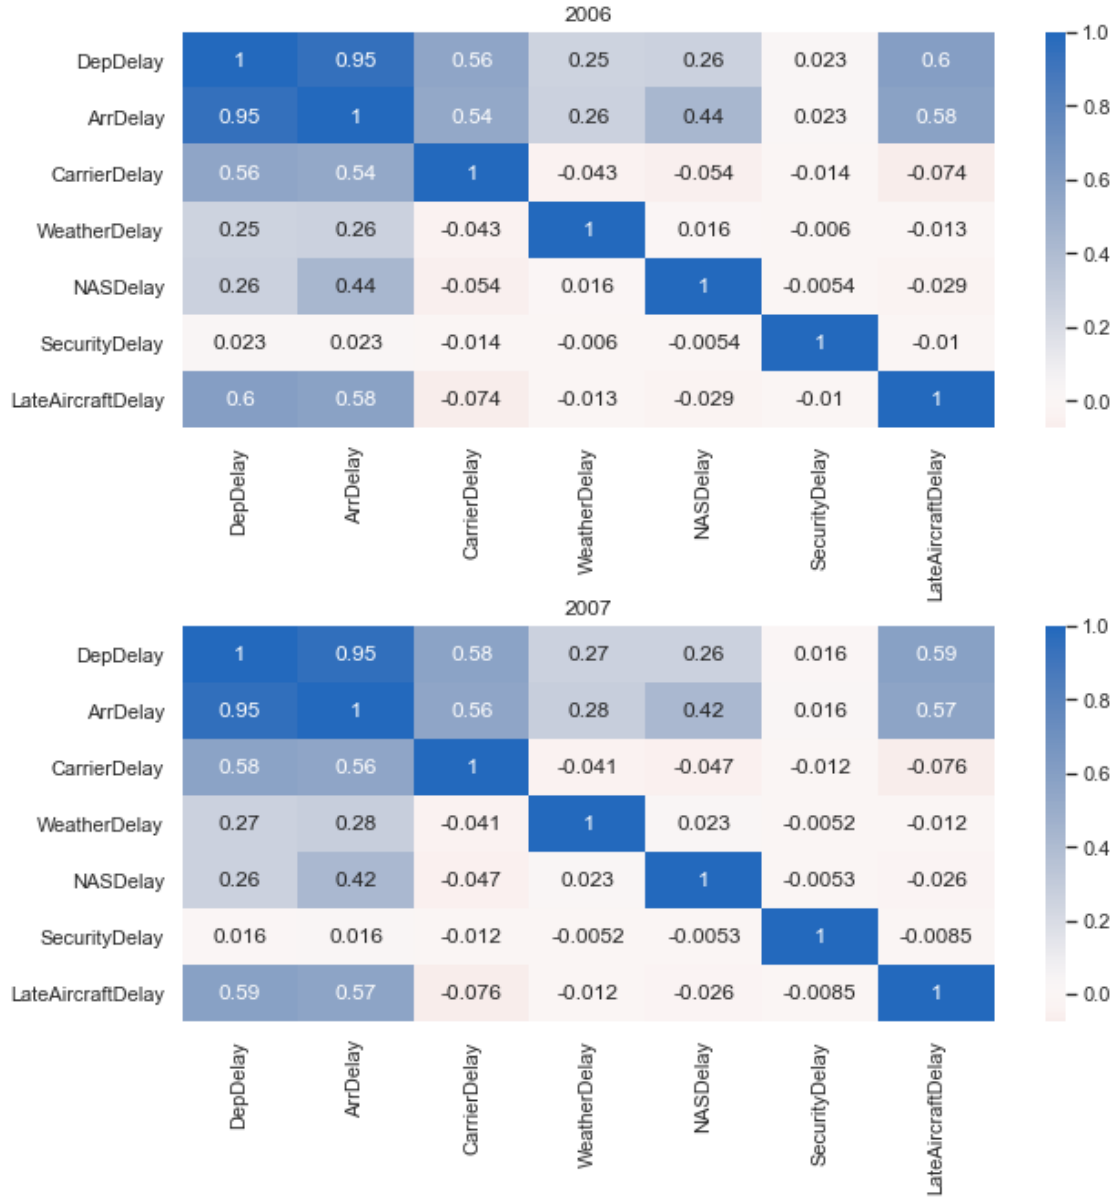 2006
DepDelay 1 0.95 0.56 0.25 0.26 0.023 0.6
ArrDelay 0.95 1 0.54 0.26 0.44 0.023 0.58
CarrierDelay 0.56 0.54 1 -0.043 -0.054 -0.014 -0.074
WeatherDelay 0.25 0.26 -0.043 1 0.016 -0.006 -0.013
NASDelay 0.26 0.44 -0.054 0.016 1 -0.0054 -0.029
SecurityDelay 0.023 0.023 -0.014 -0.006 -0.0054 1 -0.01
LateAircraftDelay 0.6 0.58 -0.074 -0.013 -0.029 -0.01 1
DepDelay ArrDelay CarrierDelay WeatherDelay NASDelay SecurityDelay LateAircraftDelay
1.0
0.8
0.6
0.4
0.2
0.0
2007
DepDelay 1 0.95 0.58 0.27 0.26 0.016 0.59
ArrDelay 0.95 1 0.56 0.28 0.42 0.016 0.57
CarrierDelay 0.58 0.56 1 -0.041 -0.047 -0.012 -0.076
WeatherDelay 0.27 0.28 -0.041 1 0.023 -0.0052 -0.012
NASDelay 0.26 0.42 -0.047 0.023 1 -0.0053 -0.026
SecurityDelay 0.016 0.016 -0.012 -0.0052 -0.0053 1 -0.0085
LateAircraftDelay 0.59 0.57 -0.076 -0.012 -0.026 -0.0085 1
DepDelay ArrDelay CarrierDelay WeatherDelay NASDelay SecurityDelay LateAircraftDelay
1.0
0.8
0.6
0.4
0.2
0.0